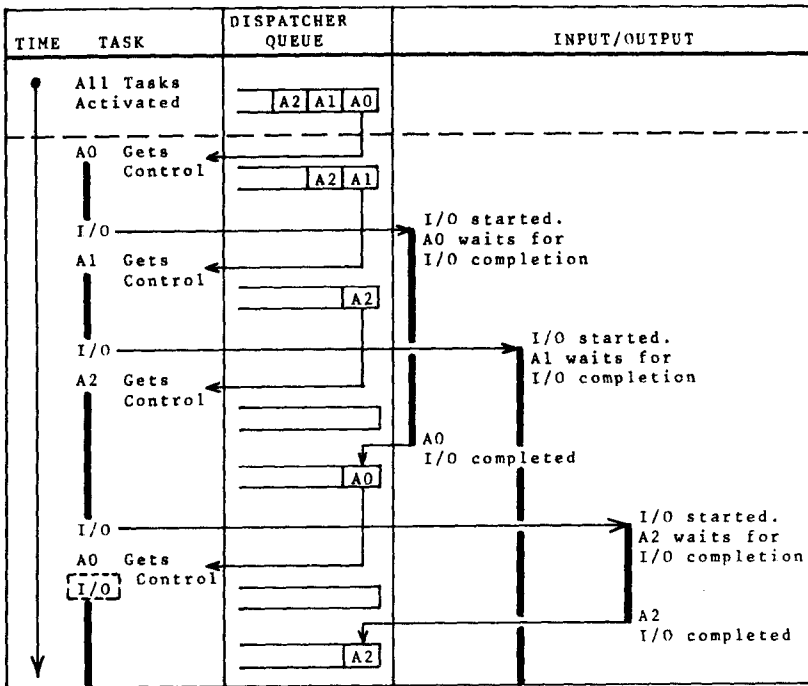 TIME TASK DISPATCHER QUEUE INPUT/OUTPUT
All Tasks
Activated
A2 A1 A0
A0 Gets
Control
A2 A1
I/O
I/O started.
A0 waits for
I/O completion
A1 Gets
Control
A2
I/O
I/O started.
A1 waits for
I/O completion
A2 Gets
Control
A0
I/O completed
A0
I/O
I/O started.
A2 waits for
I/O completion
A0 Gets
Control
I/O
A2
I/O completed
A2